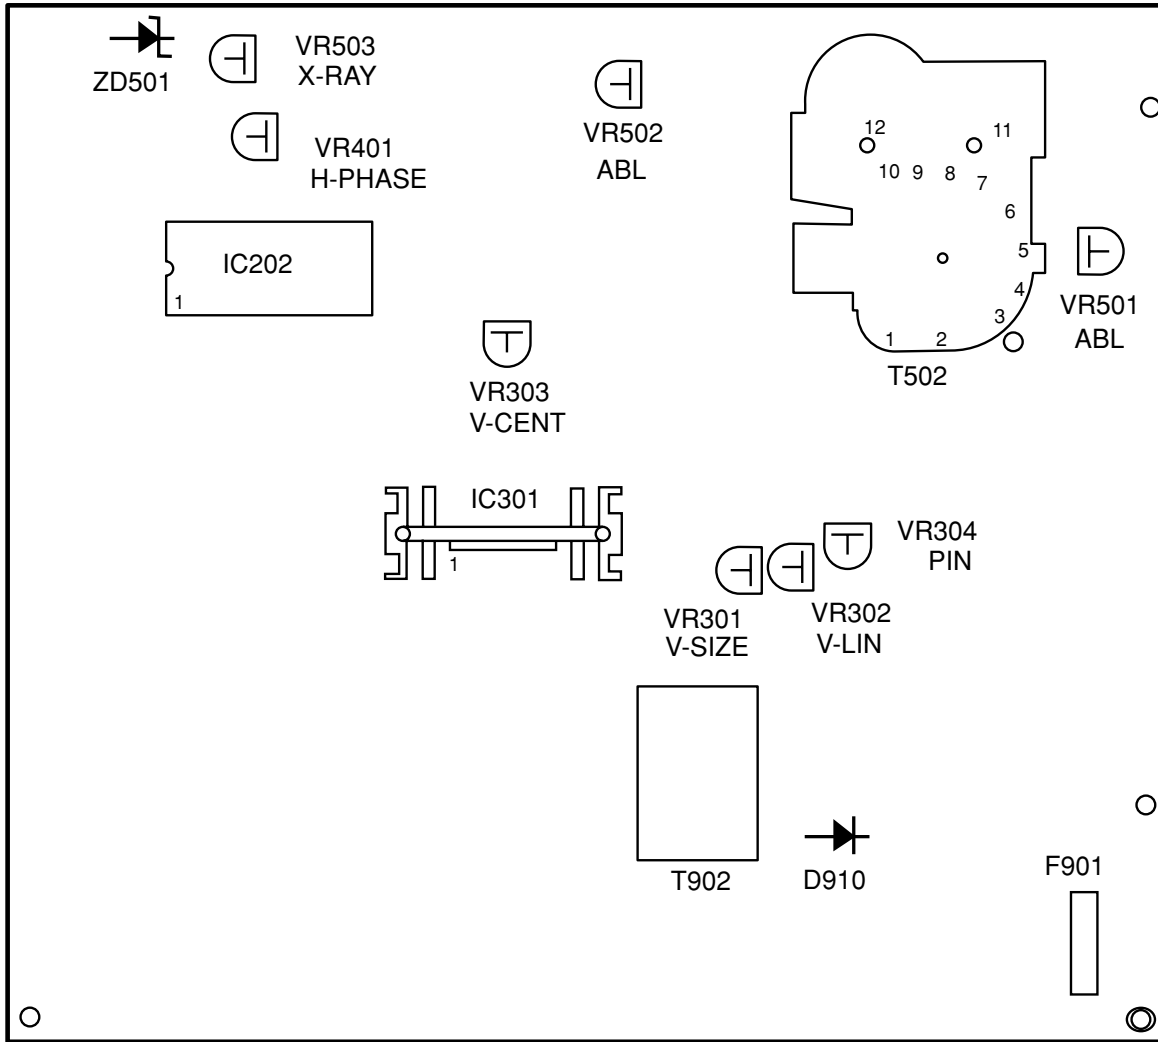 ZD501
VR503
X-RAY
VR401
H-PHASE
VR502
ABL
12
11
10 9 8 7
6
5
4
3
1 2
T502
VR501
ABL
IC202
1
VR303
V-CENT
IC301
1
VR304
PIN
VR301
V-SIZE
VR302
V-LIN
T902
D910
F901